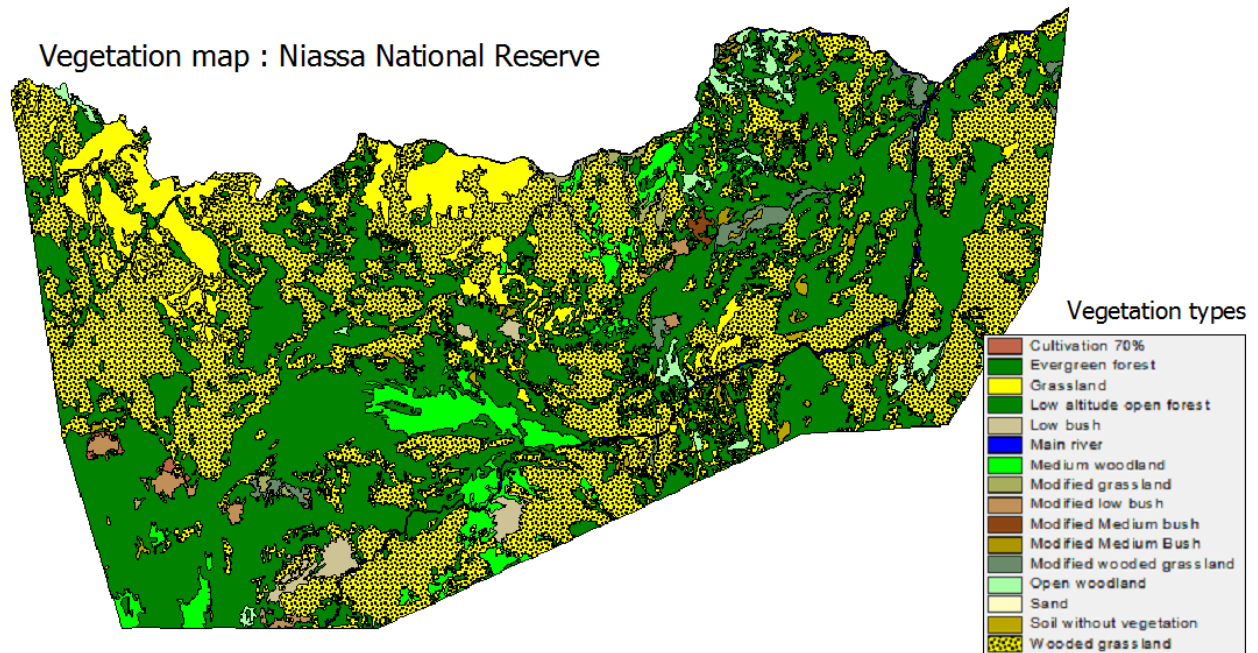 Vegetation map : Niassa National Reserve
Vegetation types
Cultivation 70%
Evergreen forest
Grassland
Low altitude open forest
Low bush
Main river
Medium woodland
Modified grassland
Modified low bush
Modified Medium bush
Modified Medium Bush
Modified wooded grassland
Open woodland
Sand
Soil without vegetation
Wooded grassland